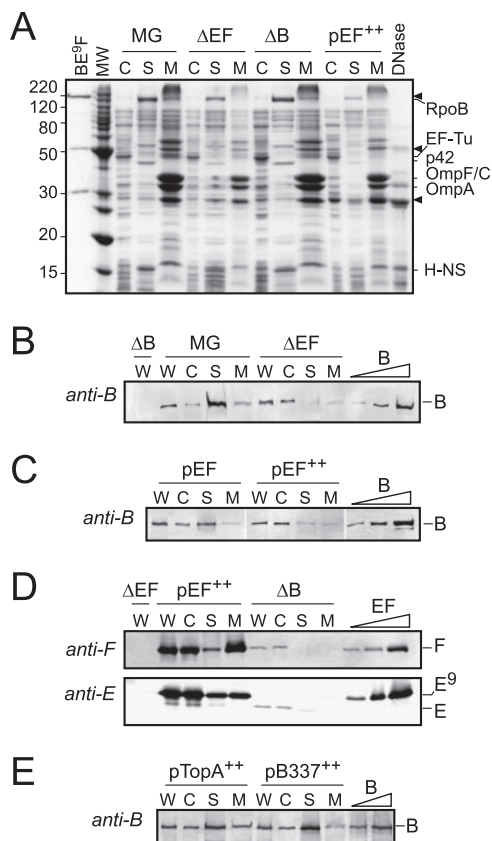 A
BE⁹F MW MG ΔEF ΔB pEF⁺⁺ DNase
C S M C S M C S M C S M
220
120
80
50
30
20
15
RpoB
EF-Tu
p42
OmpF/C
OmpA
H-NS
B
ΔB MG ΔEF B
W W C S M W C S M
anti-B B
C
pEF pEF⁺⁺ B
W C S M W C S M
anti-B B
D
ΔEF pEF⁺⁺ ΔB EF
W W C S M W C S M
anti-F F
anti-E E⁹
E
E
pTopA⁺⁺ pB337⁺⁺ B
W C S M W C S M
anti-B B